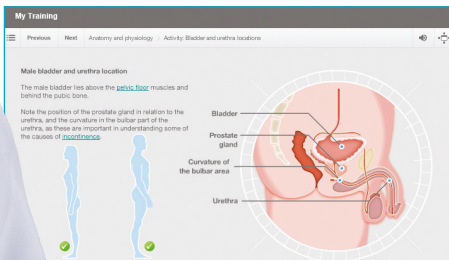 My Training
Previous Next Anatomy and physiology > Activity: Bladder and urethra locations
Male bladder and urethra location
The male bladder lies above the pelvic floor muscles and
behind the pubic bone.
Note the position of the prostate gland in relation to the
urethra, and the curvature in the bulbar part of the
urethra, as these are important in understanding some of
the causes of incontinence.
Bladder
Prostate
gland
Curvature of
the bulbar area
Urethra